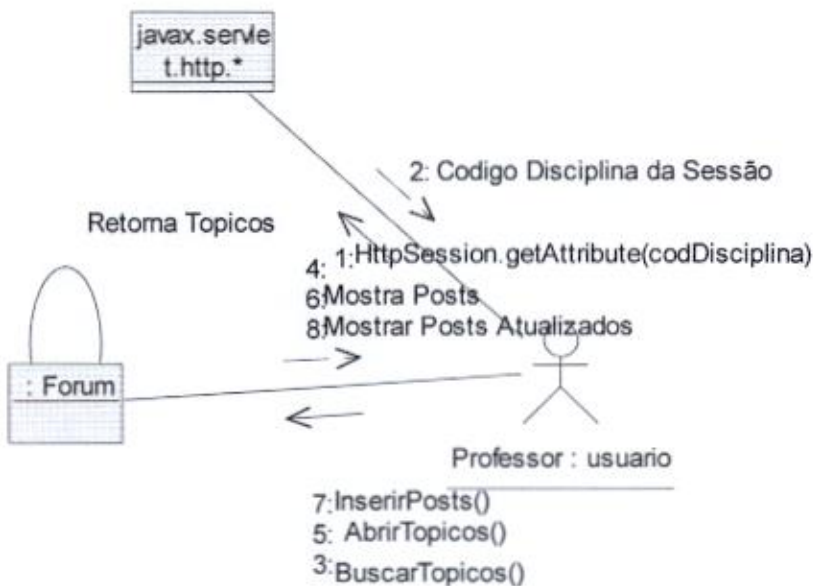 javax.servle
t.http.*
2: Codigo Disciplina da Sessão
Retorna Topicos
1:HttpSession.getAttribute(codDisciplina)
4:
6:Mostra Posts
8:Mostrar Posts Atualizados
: Forum
Professor : usuario
7:InserirPosts()
5: AbrirTopicos()
3:BuscarTopicos()